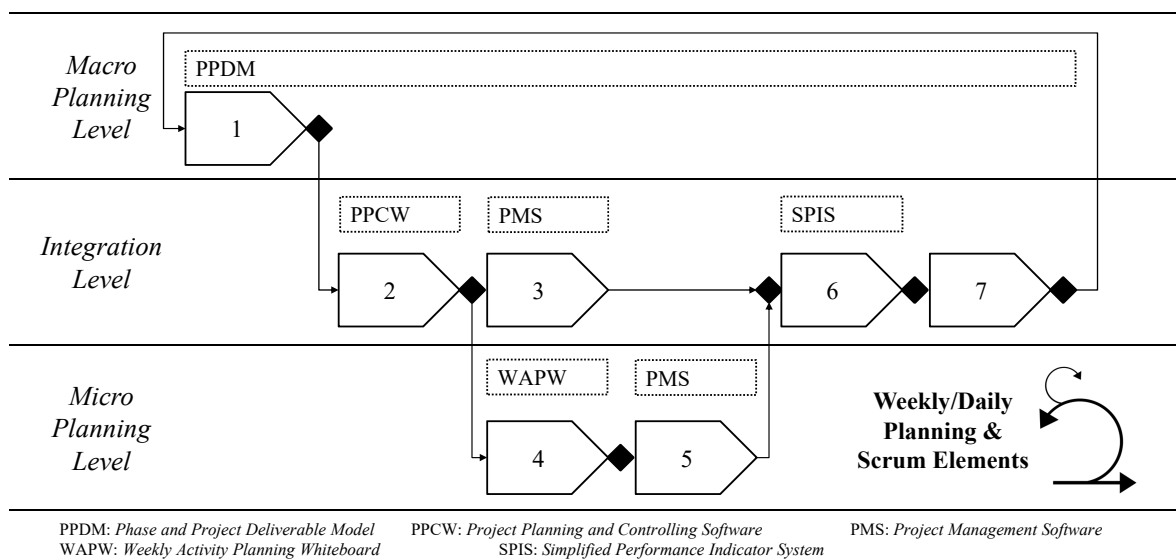 Macro
Planning
Level
PPDM
1
Integration
Level
PPCW
PMS
SPIS
2
3
6
7
Micro
Planning
Level
WAPW
PMS
4
5
Weekly/Daily
Planning &
Scrum Elements
PPDM: Phase and Project Deliverable Model PPCW: Project Planning and Controlling Software PMS: Project Management Software
WAPW: Weekly Activity Planning Whiteboard SPIS: Simplified Performance Indicator System